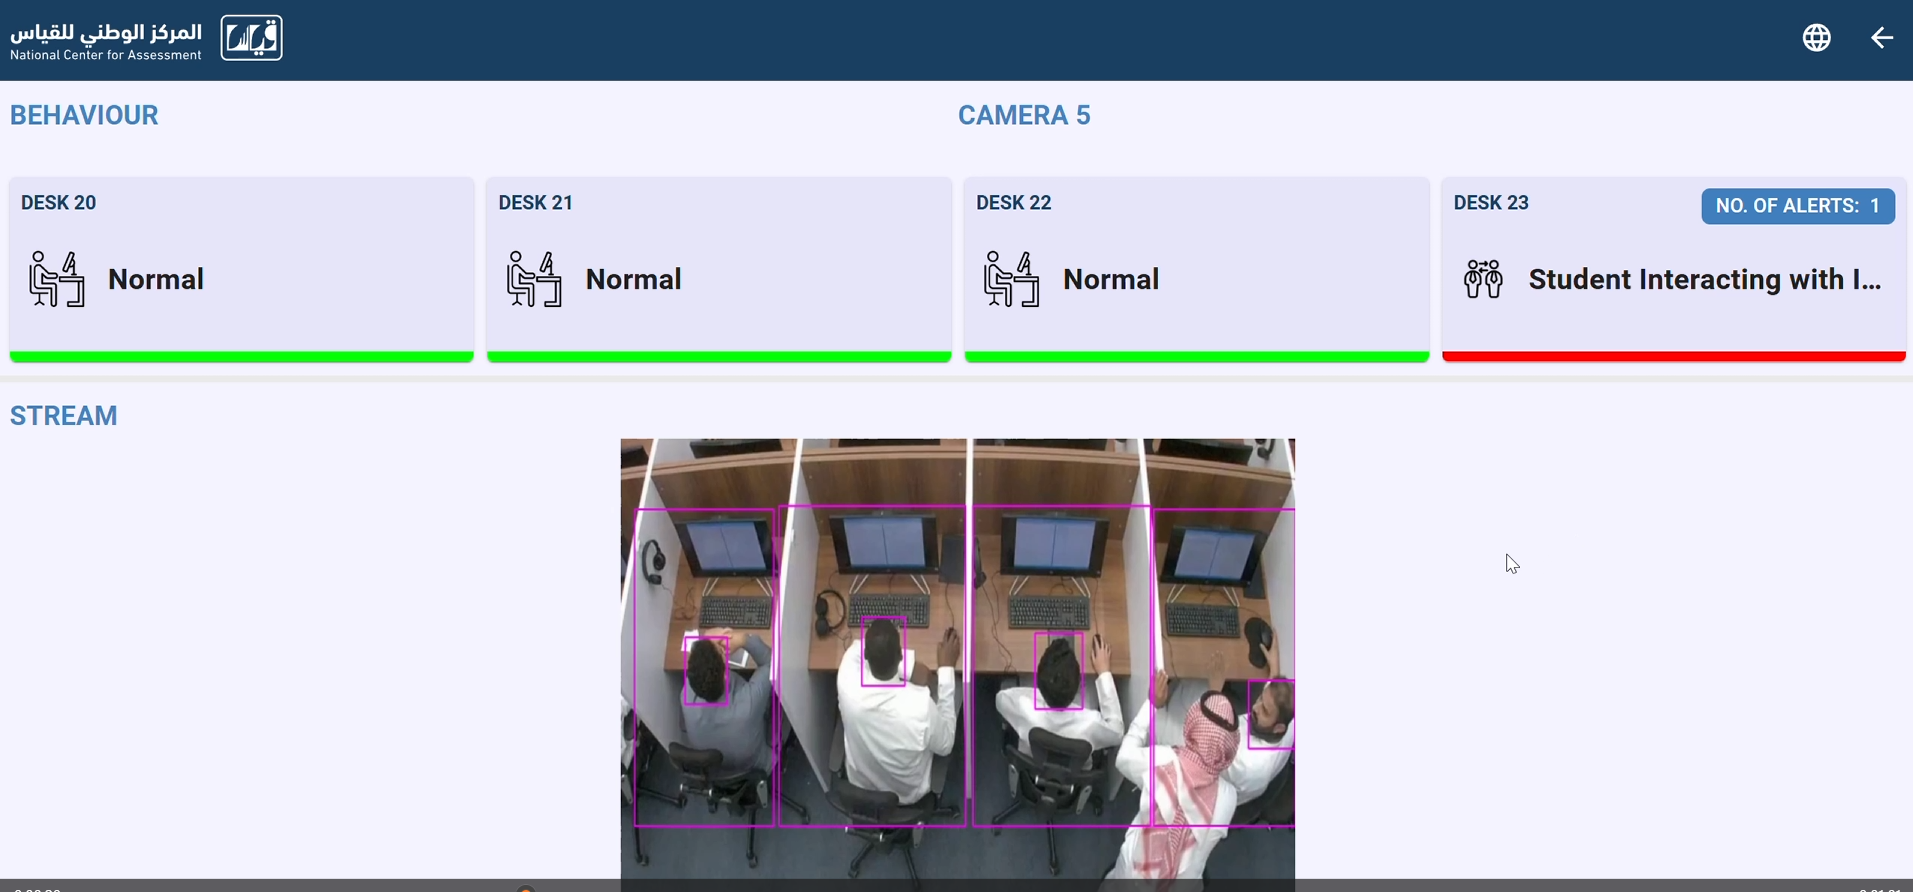 المركز الوطني للقياس
National Center for Assessment
قياس
BEHAVIOUR
CAMERA 5
DESK 20
Normal
DESK 21
Normal
DESK 22
Normal
DESK 23
NO. OF ALERTS: 1
Student Interacting with I...
STREAM